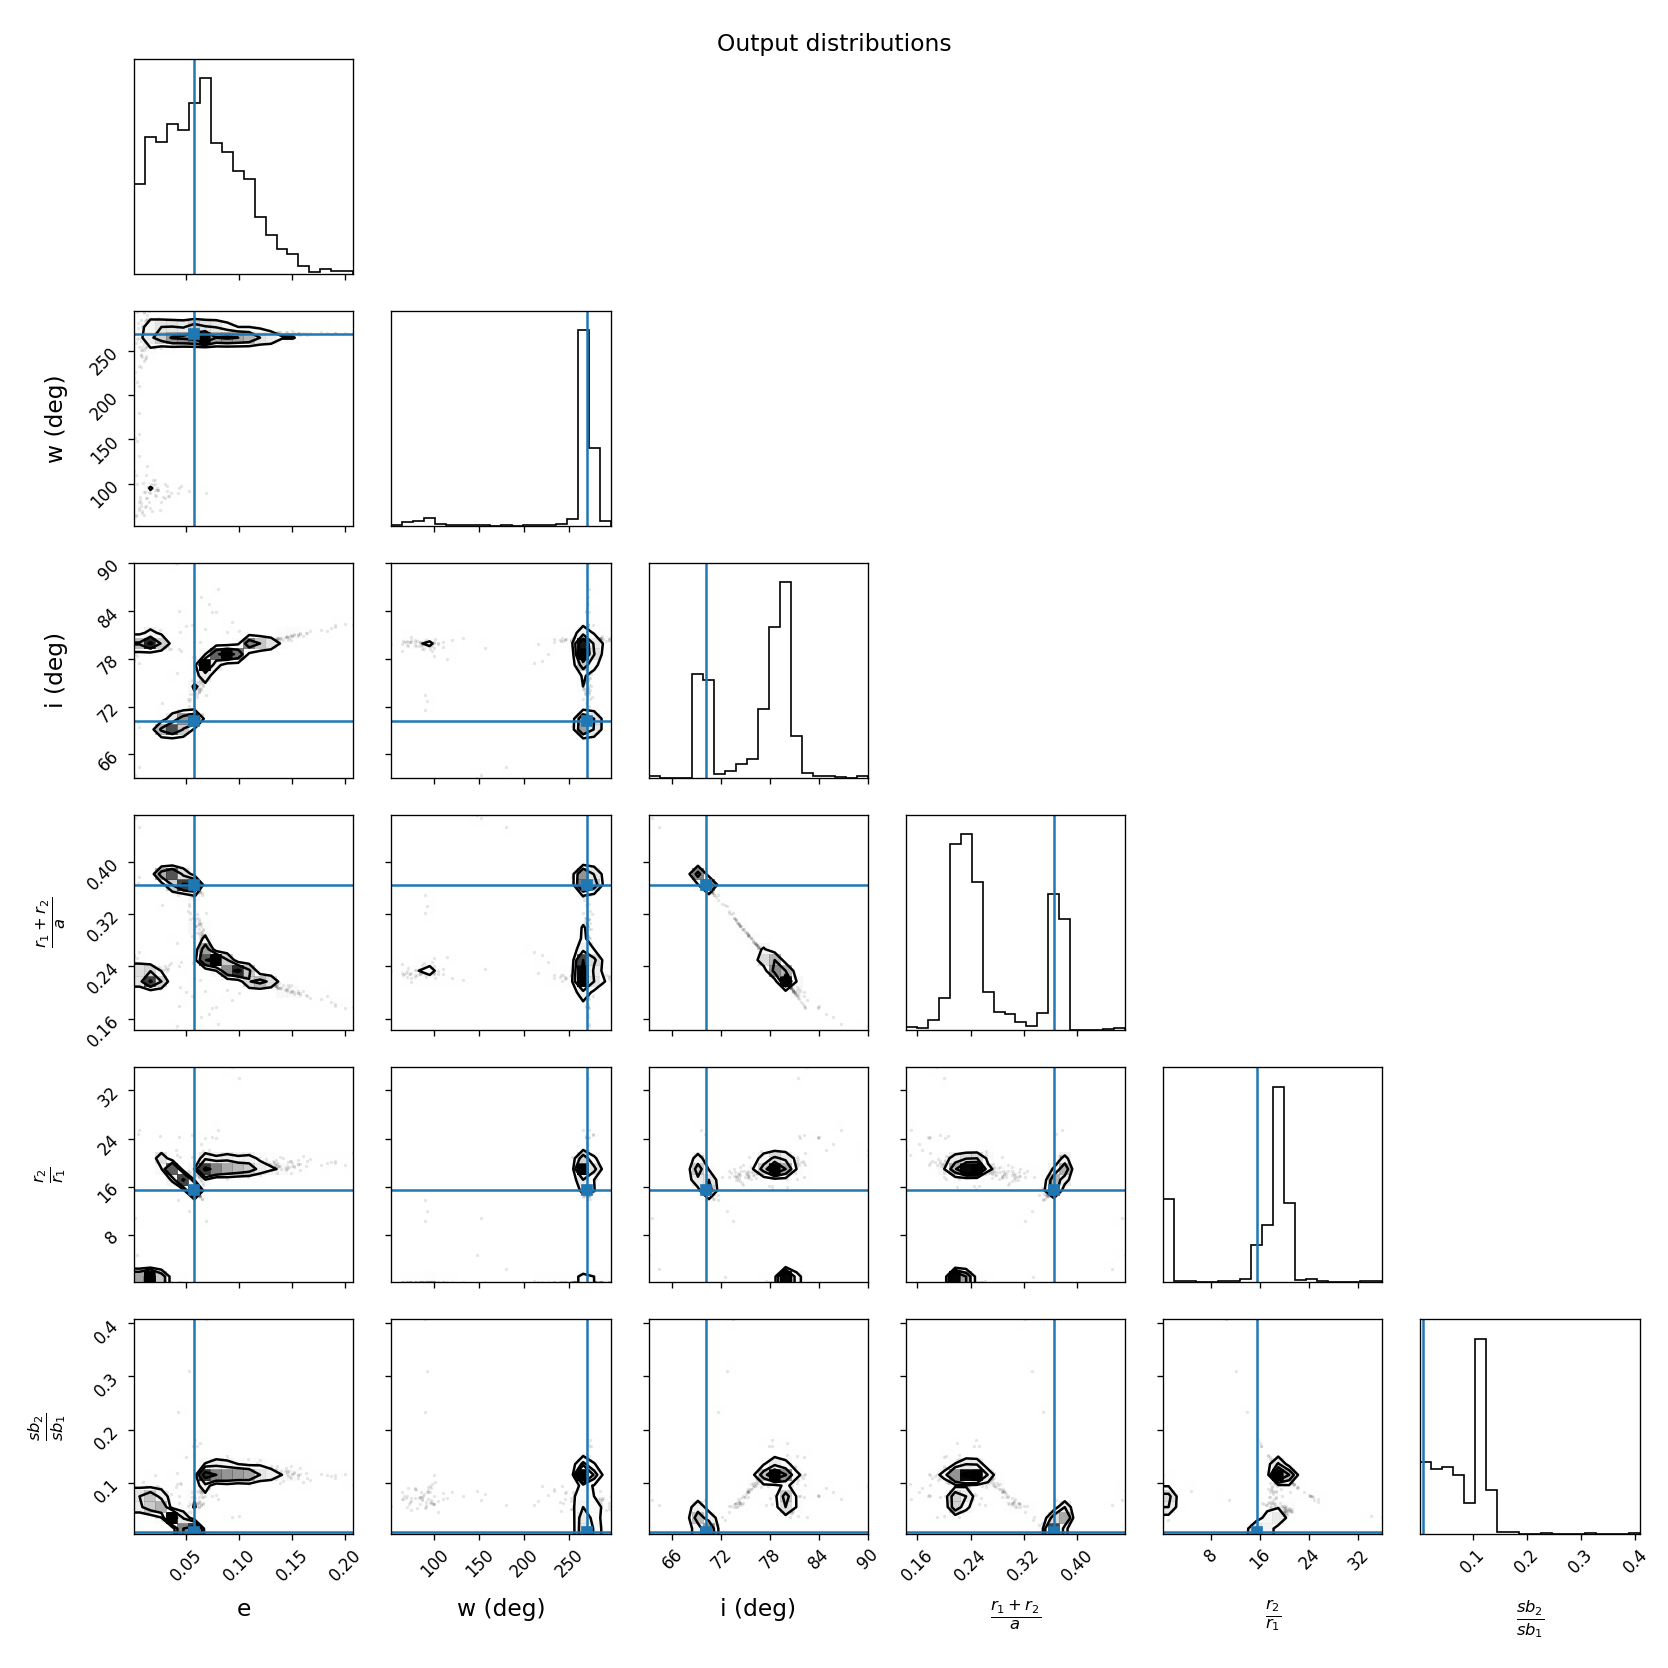 Output distributions
w (deg)
250
200
150
100
i (deg)
90
84
78
72
66
r₁ + r₂
a
0.40
0.32
0.24
0.16
r₂
r₁
32
24
16
8
sb₂
sb₁
0.4
0.3
0.2
0.1
0.05 0.10 0.15 0.20
100 150 200 250
66 72 78 84 90
0.16 0.24 0.32 0.40
8 16 24 32
0.1 0.2 0.3 0.4
e
w (deg)
i (deg)
r₁ + r₂
a
r₂
r₁
sb₂
sb₁